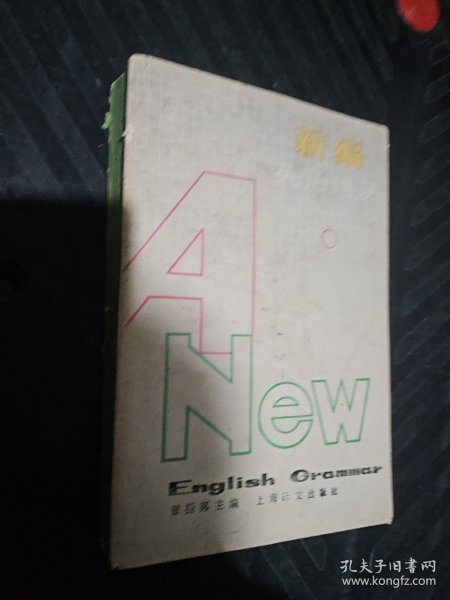 新编
A
New
English Grammar
章振邦主编 上海译文出版社
孔夫子旧书网
www.kongfz.com